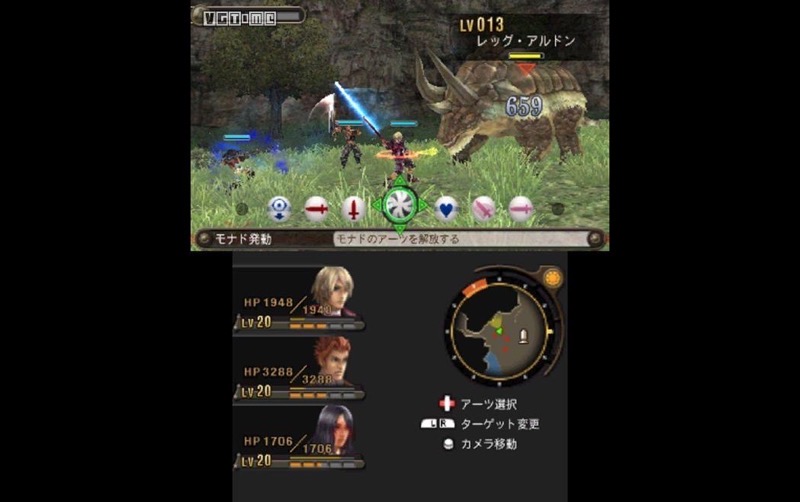 VGTIME
LV 013
レッグ・アルドン
659
モナド発動
モナドのアーツを解放する
HP 1948/1948
LV 20
HP 3288/3288
LV 20
HP 1706/1706
LV 20
アーツ選択
L R ターゲット変更
カメラ移動